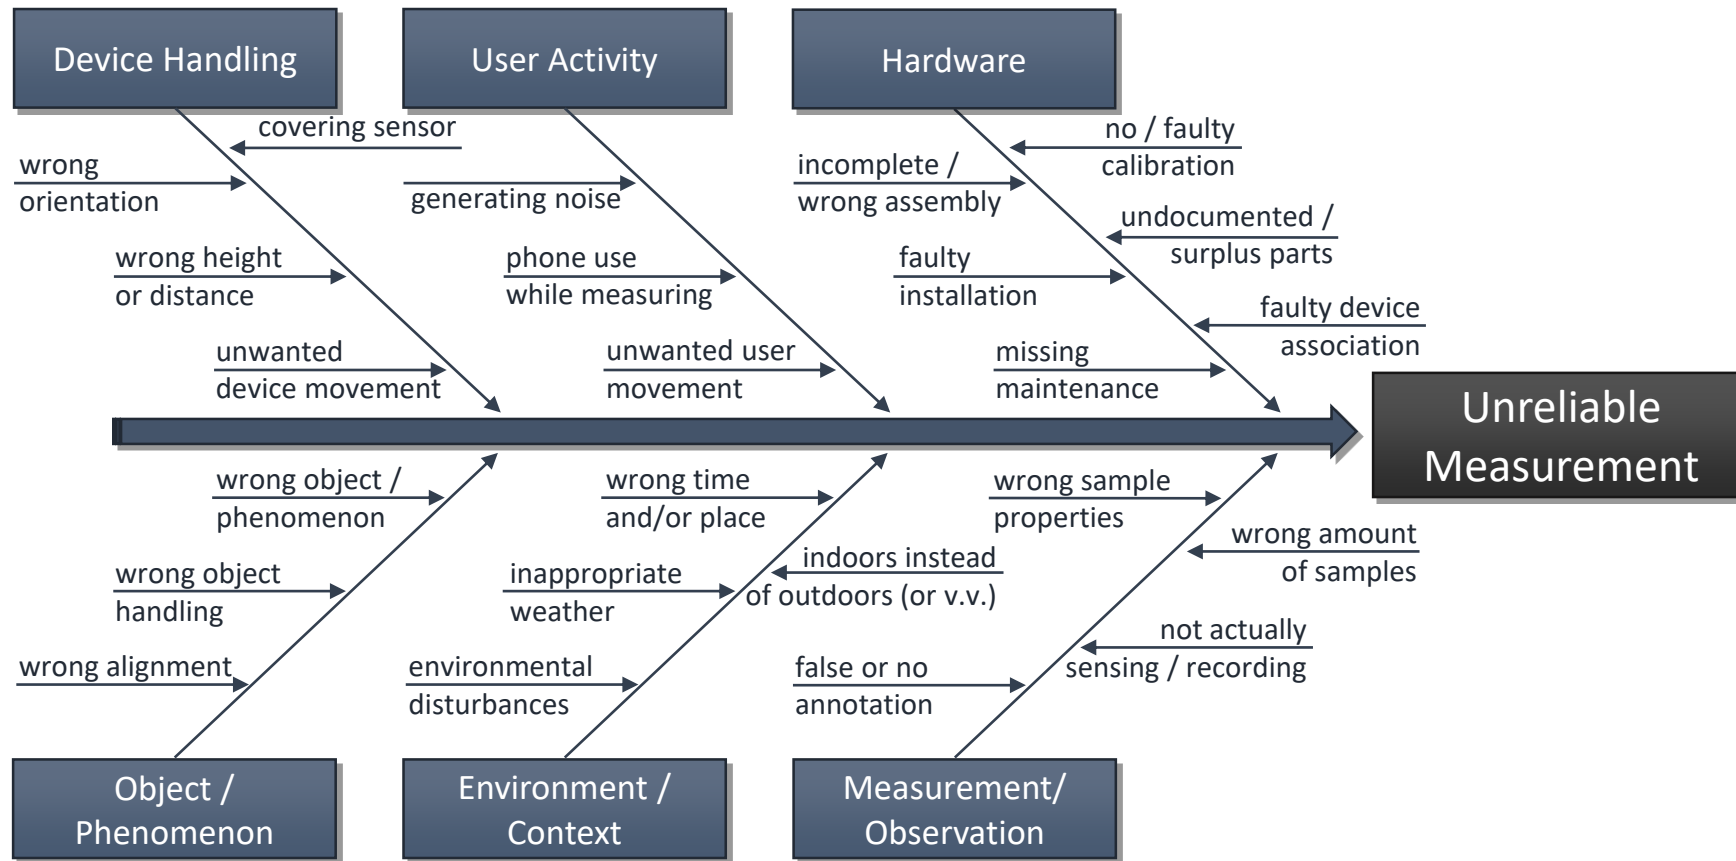 Device Handling
User Activity
Hardware
covering sensor
wrong
orientation
wrong height
or distance
unwanted
device movement
generating noise
phone use
while measuring
unwanted user
movement
no / faulty
calibration
incomplete /
wrong assembly
undocumented /
surplus parts
faulty
installation
faulty device
association
missing
maintenance
Unreliable
Measurement
wrong object /
phenomenon
wrong object
handling
wrong alignment
wrong time
and/or place
indoors instead
of outdoors (or v.v.)
inappropriate
weather
environmental
disturbances
wrong sample
properties
wrong amount
of samples
not actually
sensing / recording
false or no
annotation
Object /
Phenomenon
Environment /
Context
Measurement/
Observation